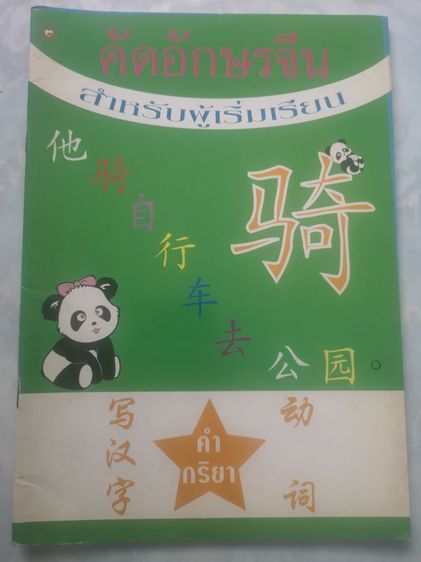 คัดอักษรจีน
สำหรับผู้เริ่มเรียน
他骑自行车去公园。
骑
写汉字
คำ
กริยา
动词